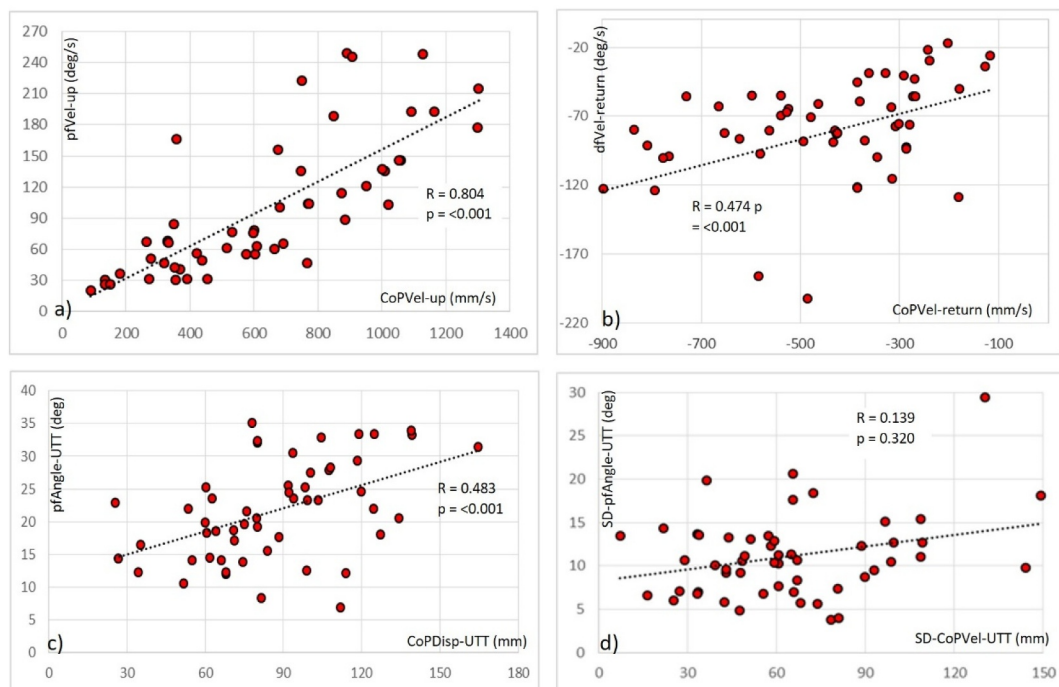 270
240
210
180
150
120
90
60
30
0
pfVel-up (deg/s)
R = 0.804
p = <0.001
CoPVel-up (mm/s)
a)
0 200 400 600 800 1000 1200 1400
-20
-70
-120
-170
-220
dfVel-return (deg/s)
R = 0.474 p
= <0.001
CoPVel-return (mm/s)
b)
-900 -700 -500 -300 -100
40
35
30
25
20
15
10
5
0
pfAngle-UTT (deg)
R = 0.483
p = <0.001
CoPDisp-UTT (mm)
c)
0 30 60 90 120 150 180
30
25
20
15
10
5
0
SD-pfAngle-UTT (deg)
R = 0.139
p = 0.320
SD-CoPVel-UTT (mm)
d)
0 30 60 90 120 150